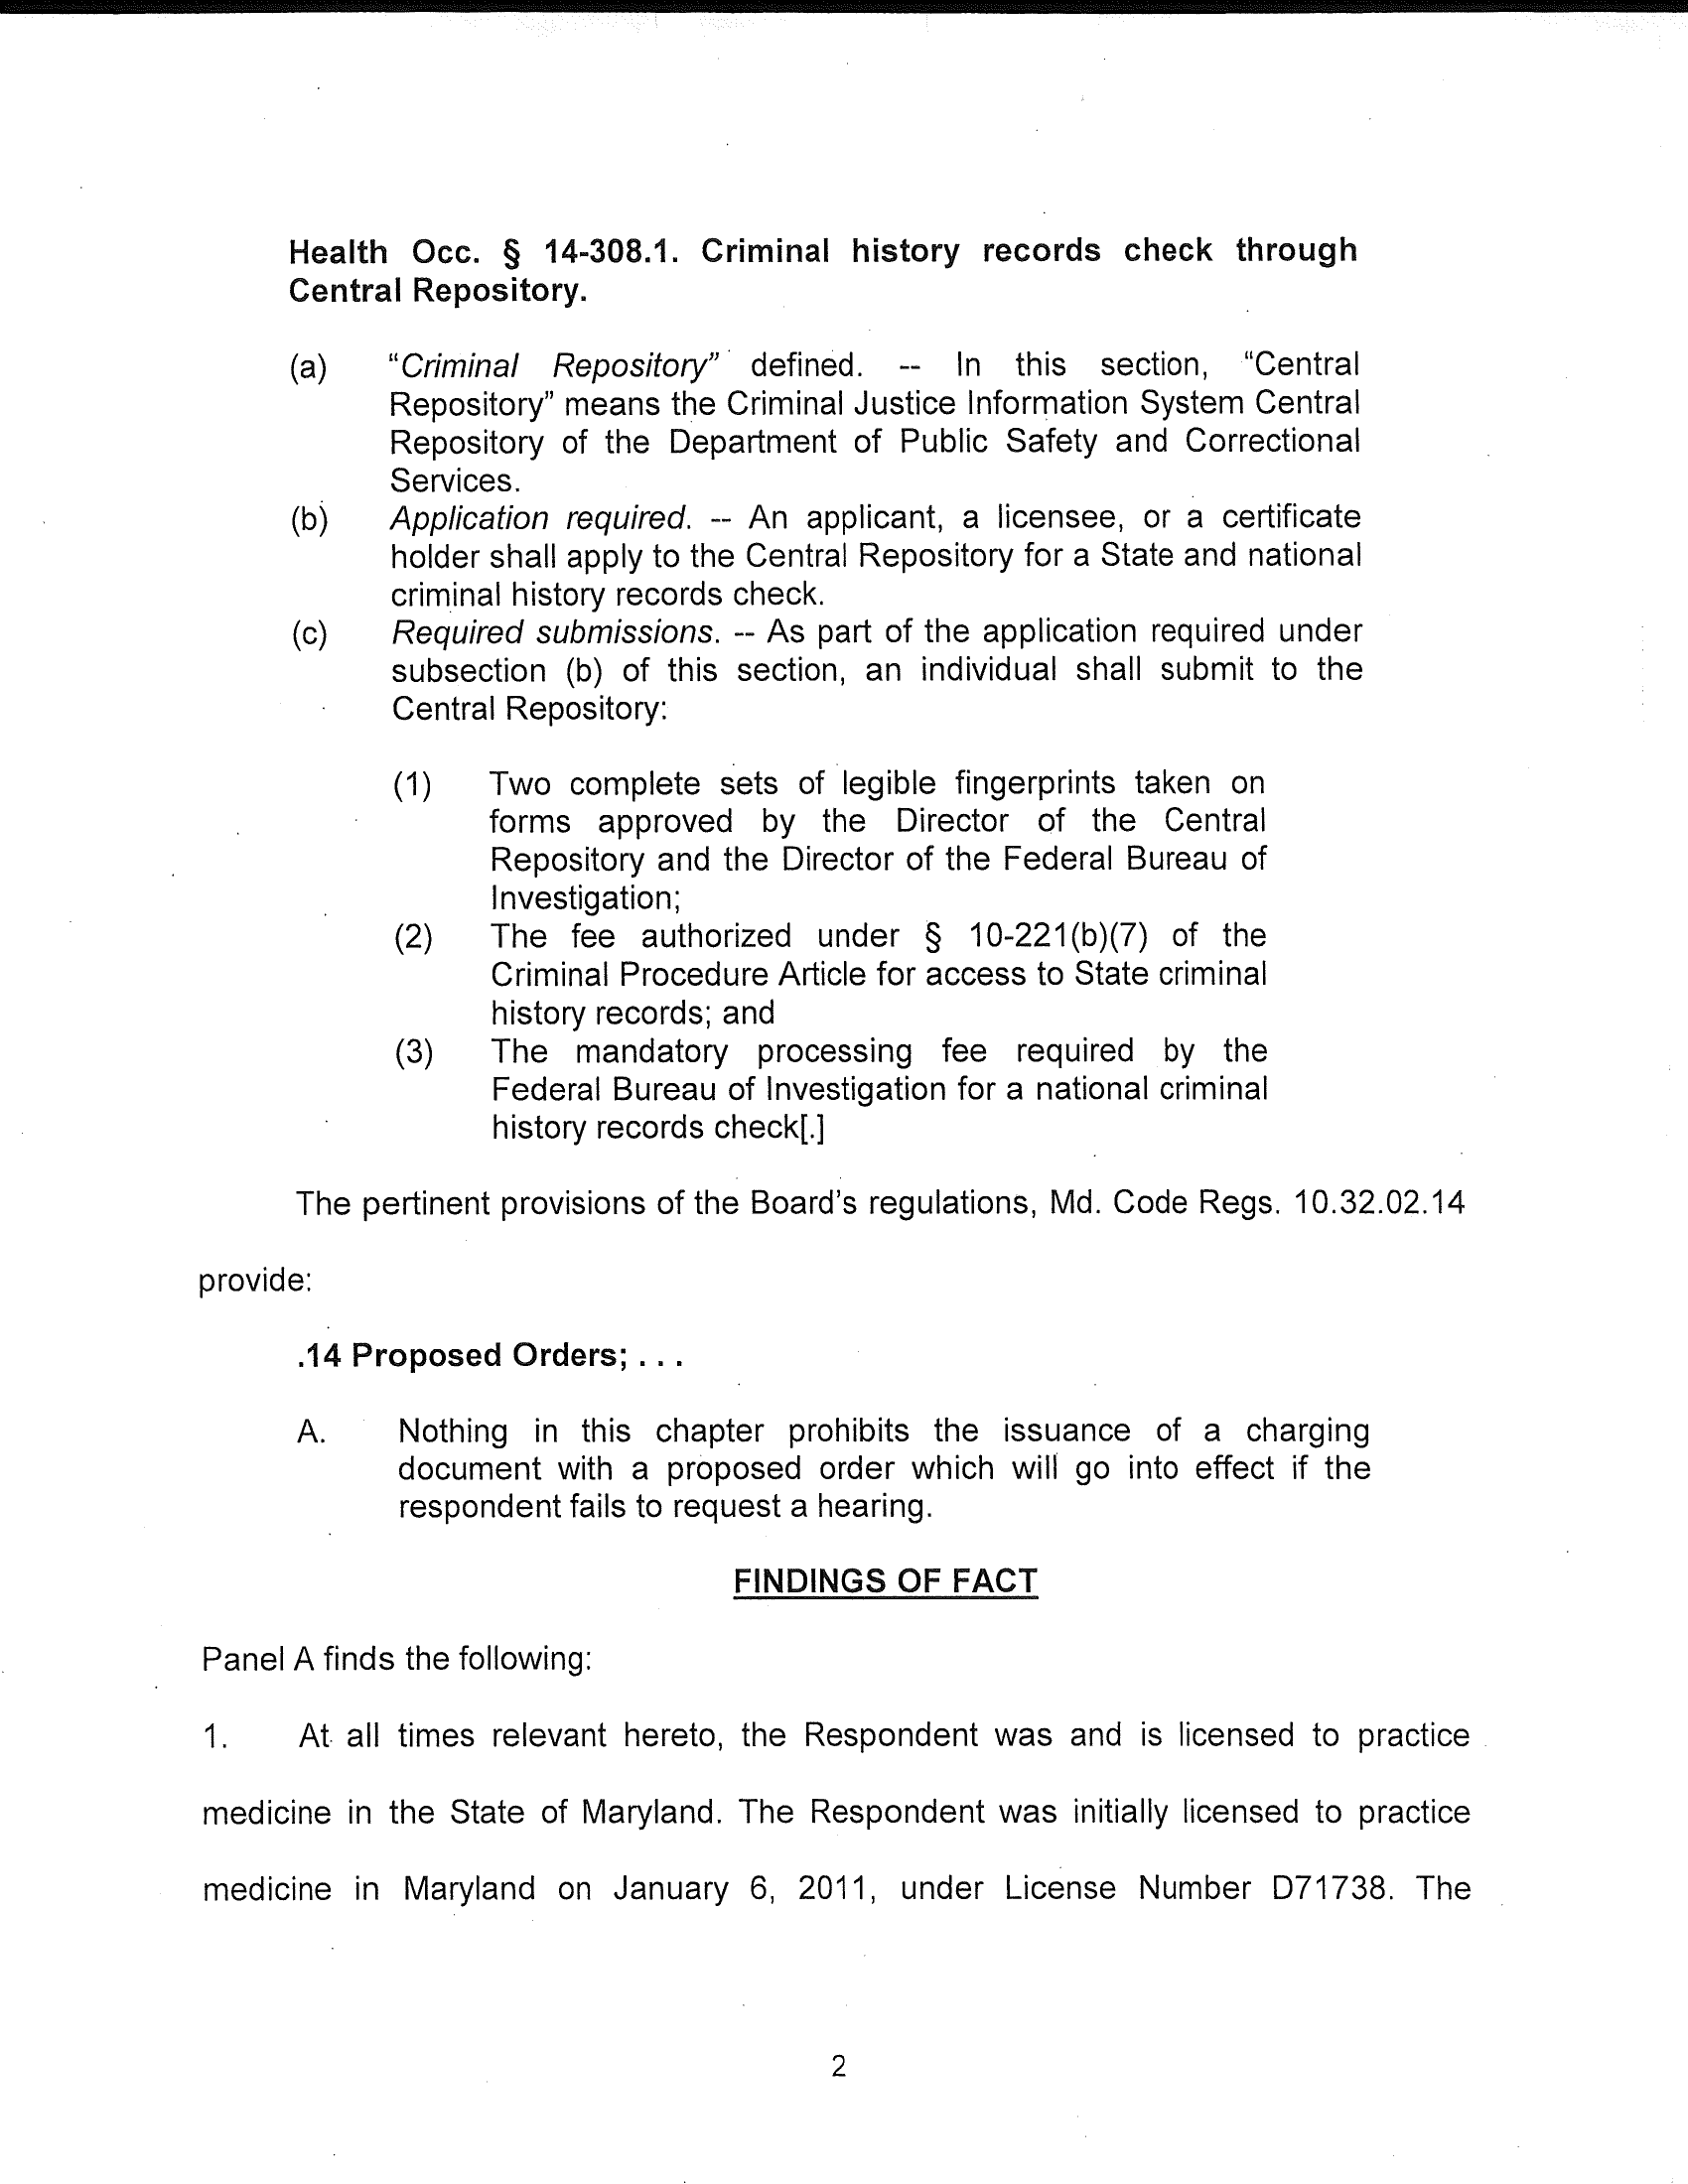 Health Occ. § 14-308.1. Criminal history records check through
Central Repository.
(a) “Criminal Repository” defined. -- In this section, “Central
Repository” means the Criminal Justice Information System Central
Repository of the Department of Public Safety and Correctional
Services.
(b) Application required. -- An applicant, a licensee, or a certificate
holder shall apply to the Central Repository for a State and national
criminal history records check.
(c) Required submissions. -- As part of the application required under
subsection (b) of this section, an individual shall submit to the
Central Repository:
(1) Two complete sets of legible fingerprints taken on
forms approved by the Director of the Central
Repository and the Director of the Federal Bureau of
Investigation;
(2) The fee authorized under § 10-221(b)(7) of the
Criminal Procedure Article for access to State criminal
history records; and
(3) The mandatory processing fee required by the
Federal Bureau of Investigation for a national criminal
history records check[.]
The pertinent provisions of the Board’s regulations, Md. Code Regs. 10.32.02.14
provide:
.14 Proposed Orders; . . .
A. Nothing in this chapter prohibits the issuance of a charging
document with a proposed order which will go into effect if the
respondent fails to request a hearing.
FINDINGS OF FACT
Panel A finds the following:
1. At all times relevant hereto, the Respondent was and is licensed to practice
medicine in the State of Maryland. The Respondent was initially licensed to practice
medicine in Maryland on January 6, 2011, under License Number D71738. The
2